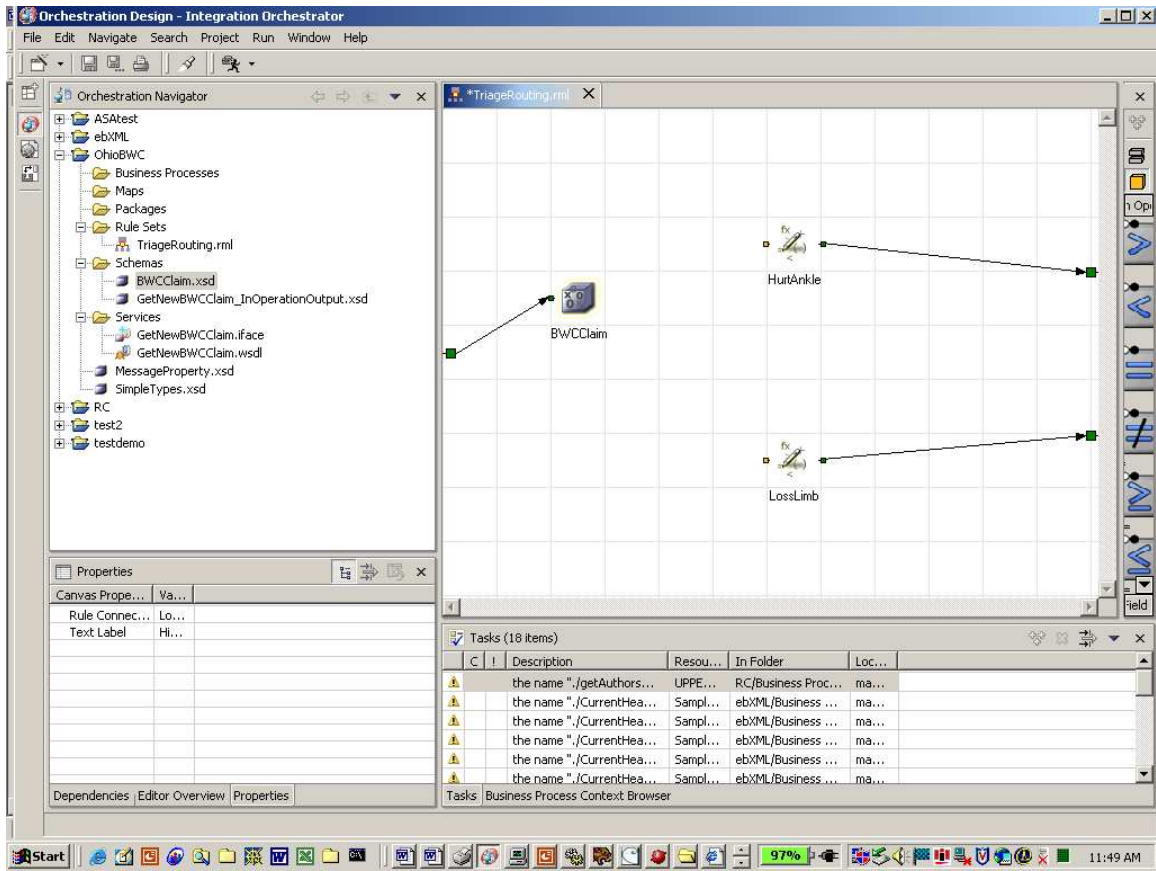 Orchestration Design - Integration Orchestrator
File Edit Navigate Search Project Run Window Help
Orchestration Navigator
*TriageRouting.rml
ASAtest
ebXML
OhioBWC
Business Processes
Maps
Packages
Rule Sets
TriageRouting.rml
Schemas
BWCClaim.xsd
GetNewBWCClaim_InOperationOutput.xsd
Services
GetNewBWCClaim.iface
GetNewBWCClaim.wsdl
MessageProperty.xsd
SimpleTypes.xsd
RC
test2
testdemo
BWCClaim
fx
HurtAnkle
fx
LossLimb
Field
Properties
Canvas Prope... Va...
Rule Connec... Lo...
Text Label Hi...
Dependencies Editor Overview Properties
Tasks (18 items)
C ! Description Resou... In Folder Loc...
the name "./getAuthors... UPPE... RC/Business Proc... ma...
the name "./CurrentHea... Sampl... ebXML/Business ... ma...
the name "./CurrentHea... Sampl... ebXML/Business ... ma...
the name "./CurrentHea... Sampl... ebXML/Business ... ma...
the name "./CurrentHea... Sampl... ebXML/Business ... ma...
the name "./CurrentHea... Sampl... ebXML/Business ... ma...
Tasks Business Process Context Browser
Start 97% 11:49 AM